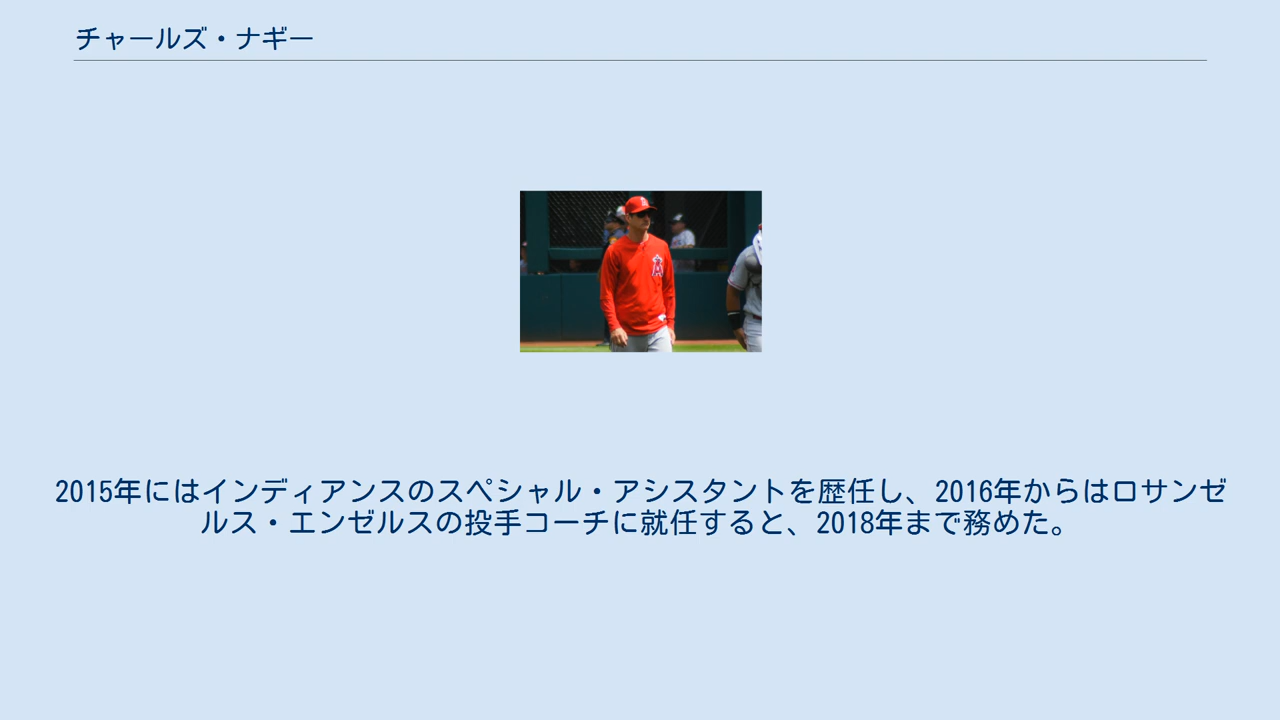 チャールズ・ナギー
2015年にはインディアンスのスペシャル・アシスタントを歴任し、2016年からはロサンゼ
ルス・エンゼルスの投手コーチに就任すると、2018年まで務めた。